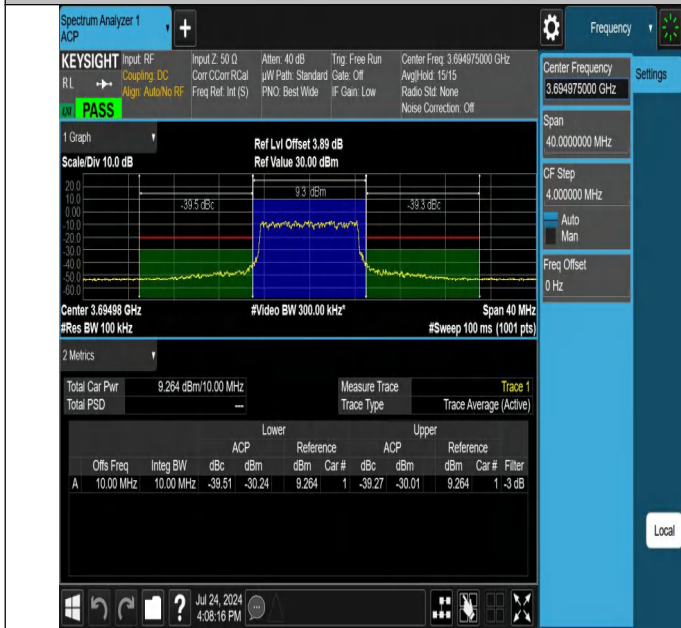 Spectrum Analyzer 1
ACP
+
Frequency
KEYSIGHT Input: RF Input Z: 50 Ω Atten: 40 dB Trig: Free Run Center Freq: 3.694975000 GHz
RL Coupling: DC Corr CCorr RCal µW Path: Standard Gate: Off Avg|Hold: 15/15
Align: Auto/No RF Freq Ref: Int (S) PNO: Best Wide IF Gain: Low Radio Std: None
PASS Noise Correction: Off
Center Frequency
3.694975000 GHz
Settings
Span
40.0000000 MHz
CF Step
4.000000 MHz
Auto
Man
Freq Offset
0 Hz
1 Graph
Ref Lvl Offset 3.89 dB
Scale/Div 10.0 dB Ref Value 30.00 dBm
20.0
10.0
0.00
-10.0
-20.0
-30.0
-40.0
-50.0
-60.0
-39.5 dBc 9.3 dBm -39.3 dBc
Center 3.69498 GHz #Video BW 300.00 kHz* Span 40 MHz
#Res BW 100 kHz #Sweep 100 ms (1001 pts)
2 Metrics
Total Car Pwr 9.264 dBm/10.00 MHz Measure Trace Trace 1
Total PSD --- Trace Type Trace Average (Active)
Lower Upper
ACP Reference ACP Reference
Offs Freq Integ BW dBc dBm dBm Car # dBc dBm dBm Car # Filter
A 10.00 MHz 10.00 MHz -39.51 -30.24 9.264 1 -39.27 -30.01 9.264 1 -3 dB
Local
? Jul 24, 2024
4:08:16 PM